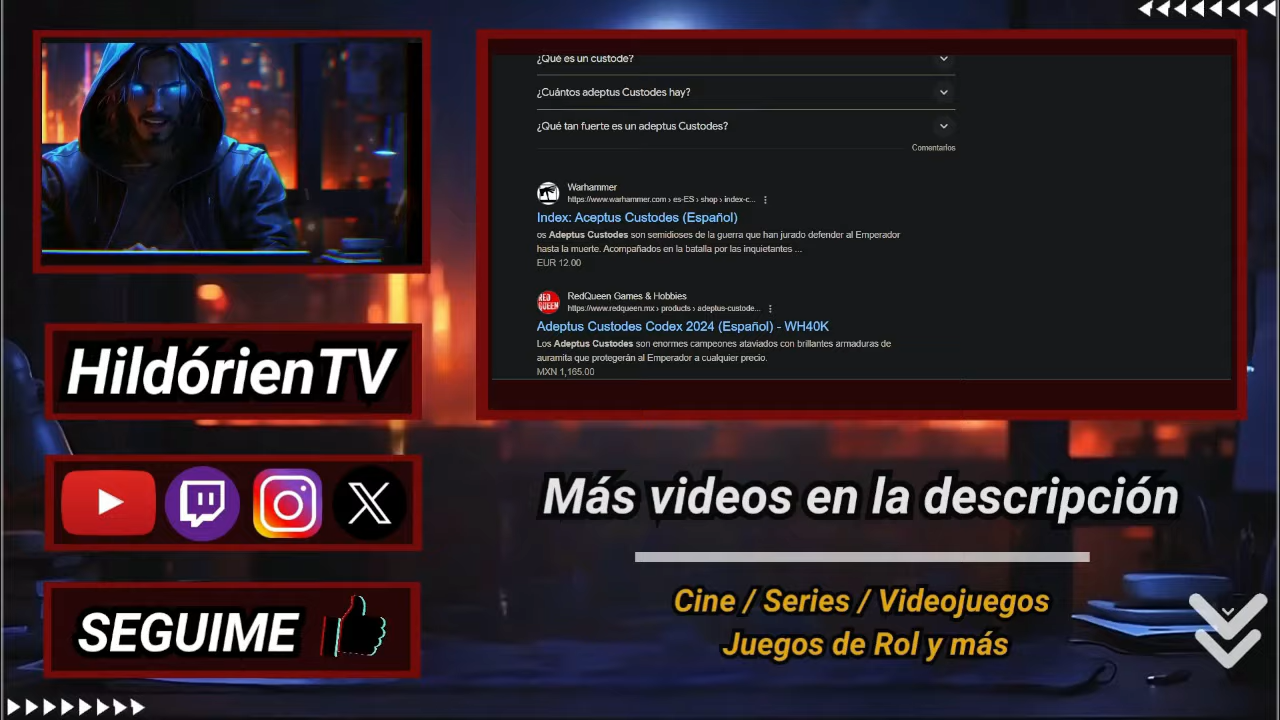 ¿Qué es un custode?
¿Cuántos adeptus Custodes hay?
¿Qué tan fuerte es un adeptus Custodes?
Comentarios
Warhammer
https://www.warhammer.com › es-ES › shop › index-c...
Index: Aceptus Custodes (Español)
os Adeptus Custodes son semidioses de la guerra que han jurado defender al Emperador
hasta la muerte. Acompañados en la batalla por las inquietantes ...
EUR 12.00
RED QUEEN
RedQueen Games & Hobbies
https://www.redqueen.mx › products › adeptus-custode...
Adeptus Custodes Codex 2024 (Español) - WH40K
Los Adeptus Custodes son enormes campeones ataviados con brillantes armaduras de
auramita que protegerán al Emperador a cualquier precio.
MXN 1,165.00
HildórienTV
SEGUIME
Más videos en la descripción
Cine / Series / Videojuegos
Juegos de Rol y más